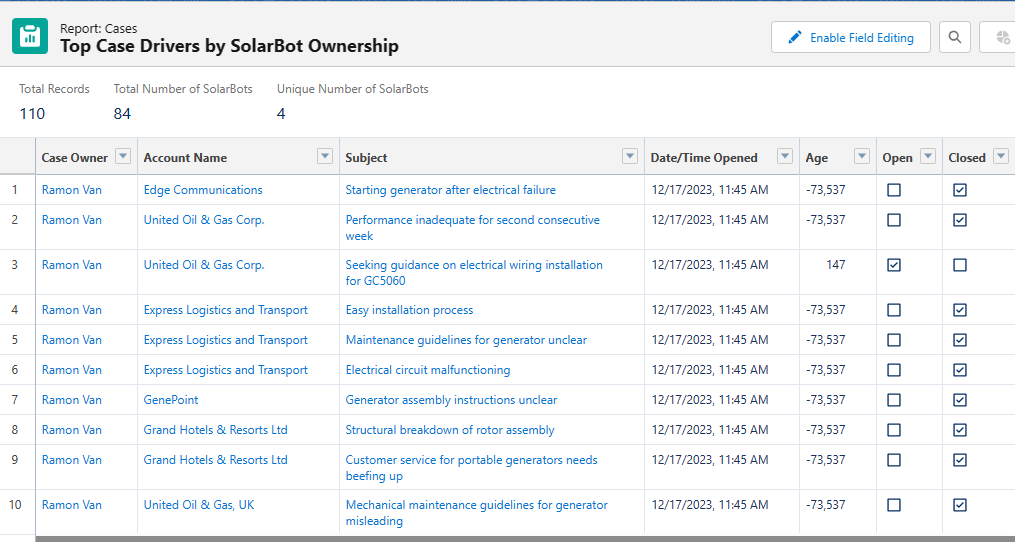 Report: Cases
Top Case Drivers by SolarBot Ownership
Enable Field Editing
Total Records Total Number of SolarBots Unique Number of SolarBots
110 84 4
Case Owner Account Name Subject Date/Time Opened Age Open Closed
1 Ramon Van Edge Communications Starting generator after electrical failure 12/17/2023, 11:45 AM -73,537
2 Ramon Van United Oil & Gas Corp. Performance inadequate for second consecutive 12/17/2023, 11:45 AM -73,537
week
3 Ramon Van United Oil & Gas Corp. Seeking guidance on electrical wiring installation 12/17/2023, 11:45 AM 147
for GC5060
4 Ramon Van Express Logistics and Transport Easy installation process 12/17/2023, 11:45 AM -73,537
5 Ramon Van Express Logistics and Transport Maintenance guidelines for generator unclear 12/17/2023, 11:45 AM -73,537
6 Ramon Van Express Logistics and Transport Electrical circuit malfunctioning 12/17/2023, 11:45 AM -73,537
7 Ramon Van GenePoint Generator assembly instructions unclear 12/17/2023, 11:45 AM -73,537
8 Ramon Van Grand Hotels & Resorts Ltd Structural breakdown of rotor assembly 12/17/2023, 11:45 AM -73,537
9 Ramon Van Grand Hotels & Resorts Ltd Customer service for portable generators needs 12/17/2023, 11:45 AM -73,537
beefing up
10 Ramon Van United Oil & Gas, UK Mechanical maintenance guidelines for generator 12/17/2023, 11:45 AM -73,537
misleading